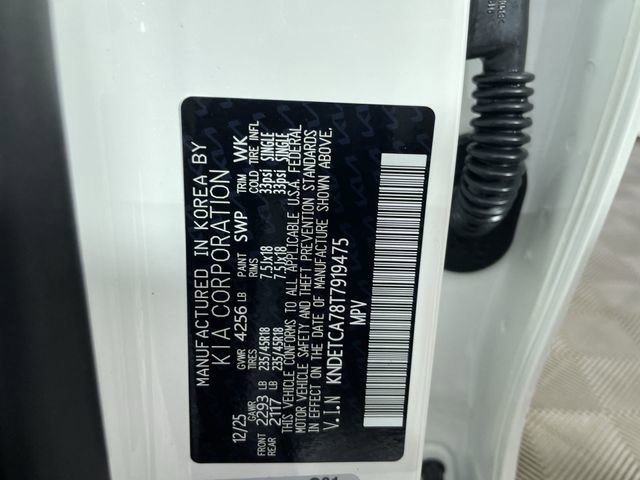 MANUFACTURED IN KOREA BY
KIA CORPORATION
12/25 GVWR 4256 LB PAINT SWP TRIM WK
GAWR TIRES RIMS COLD TIRE INFL
FRONT 2293 LB 235/45R18 7.5Jx18 33psi SINGLE
REAR 2117 LB 235/45R18 7.5Jx18 33psi SINGLE
THIS VEHICLE CONFORMS TO ALL APPLICABLE U.S.A. FEDERAL
MOTOR VEHICLE SAFETY AND THEFT PREVENTION STANDARDS
IN EFFECT ON THE DATE OF MANUFACTURE SHOWN ABOVE.
V.I.N KNDETCA78T7919475
MPV